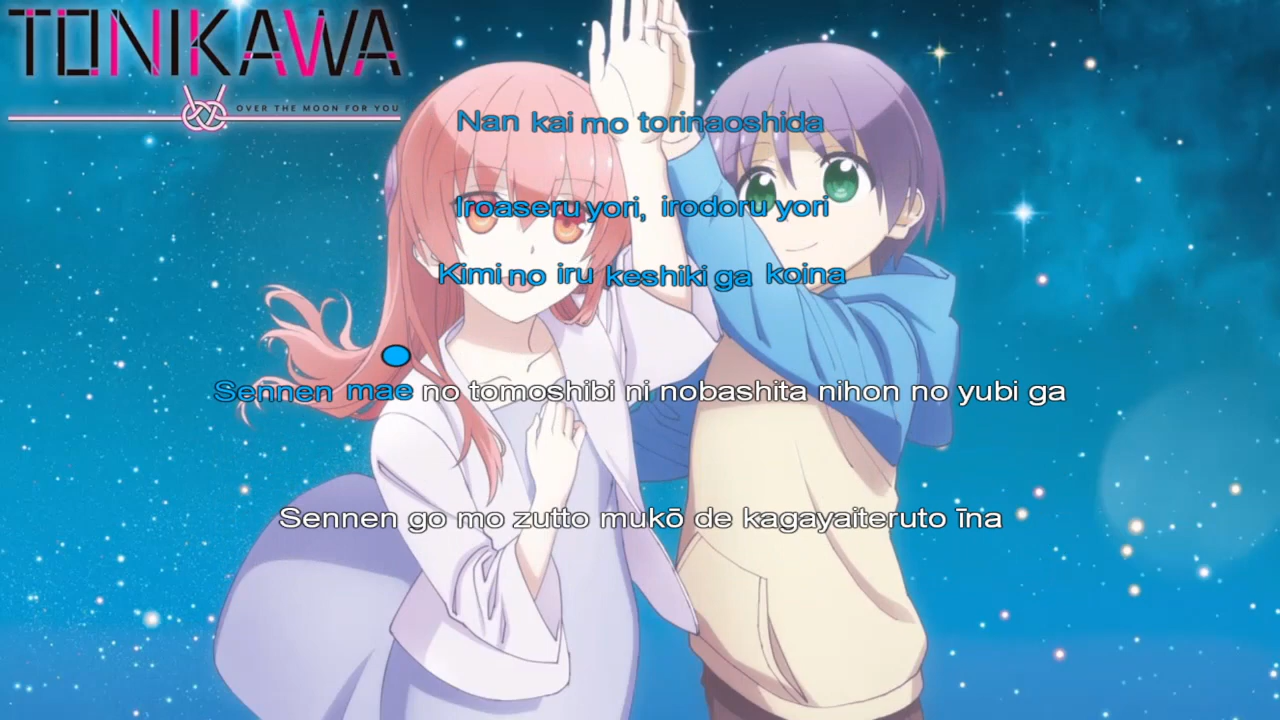 TONIKAWA
OVER THE MOON FOR YOU
Nan kai mo torinaoshida
Iroaseru yori, irodoru yori
Kimi no iru keshiki ga koina
Sennen mae no tomoshibi ni nobashita nihon no yubi ga
Sennen go mo zutto mukō de kagayaiteruto īna